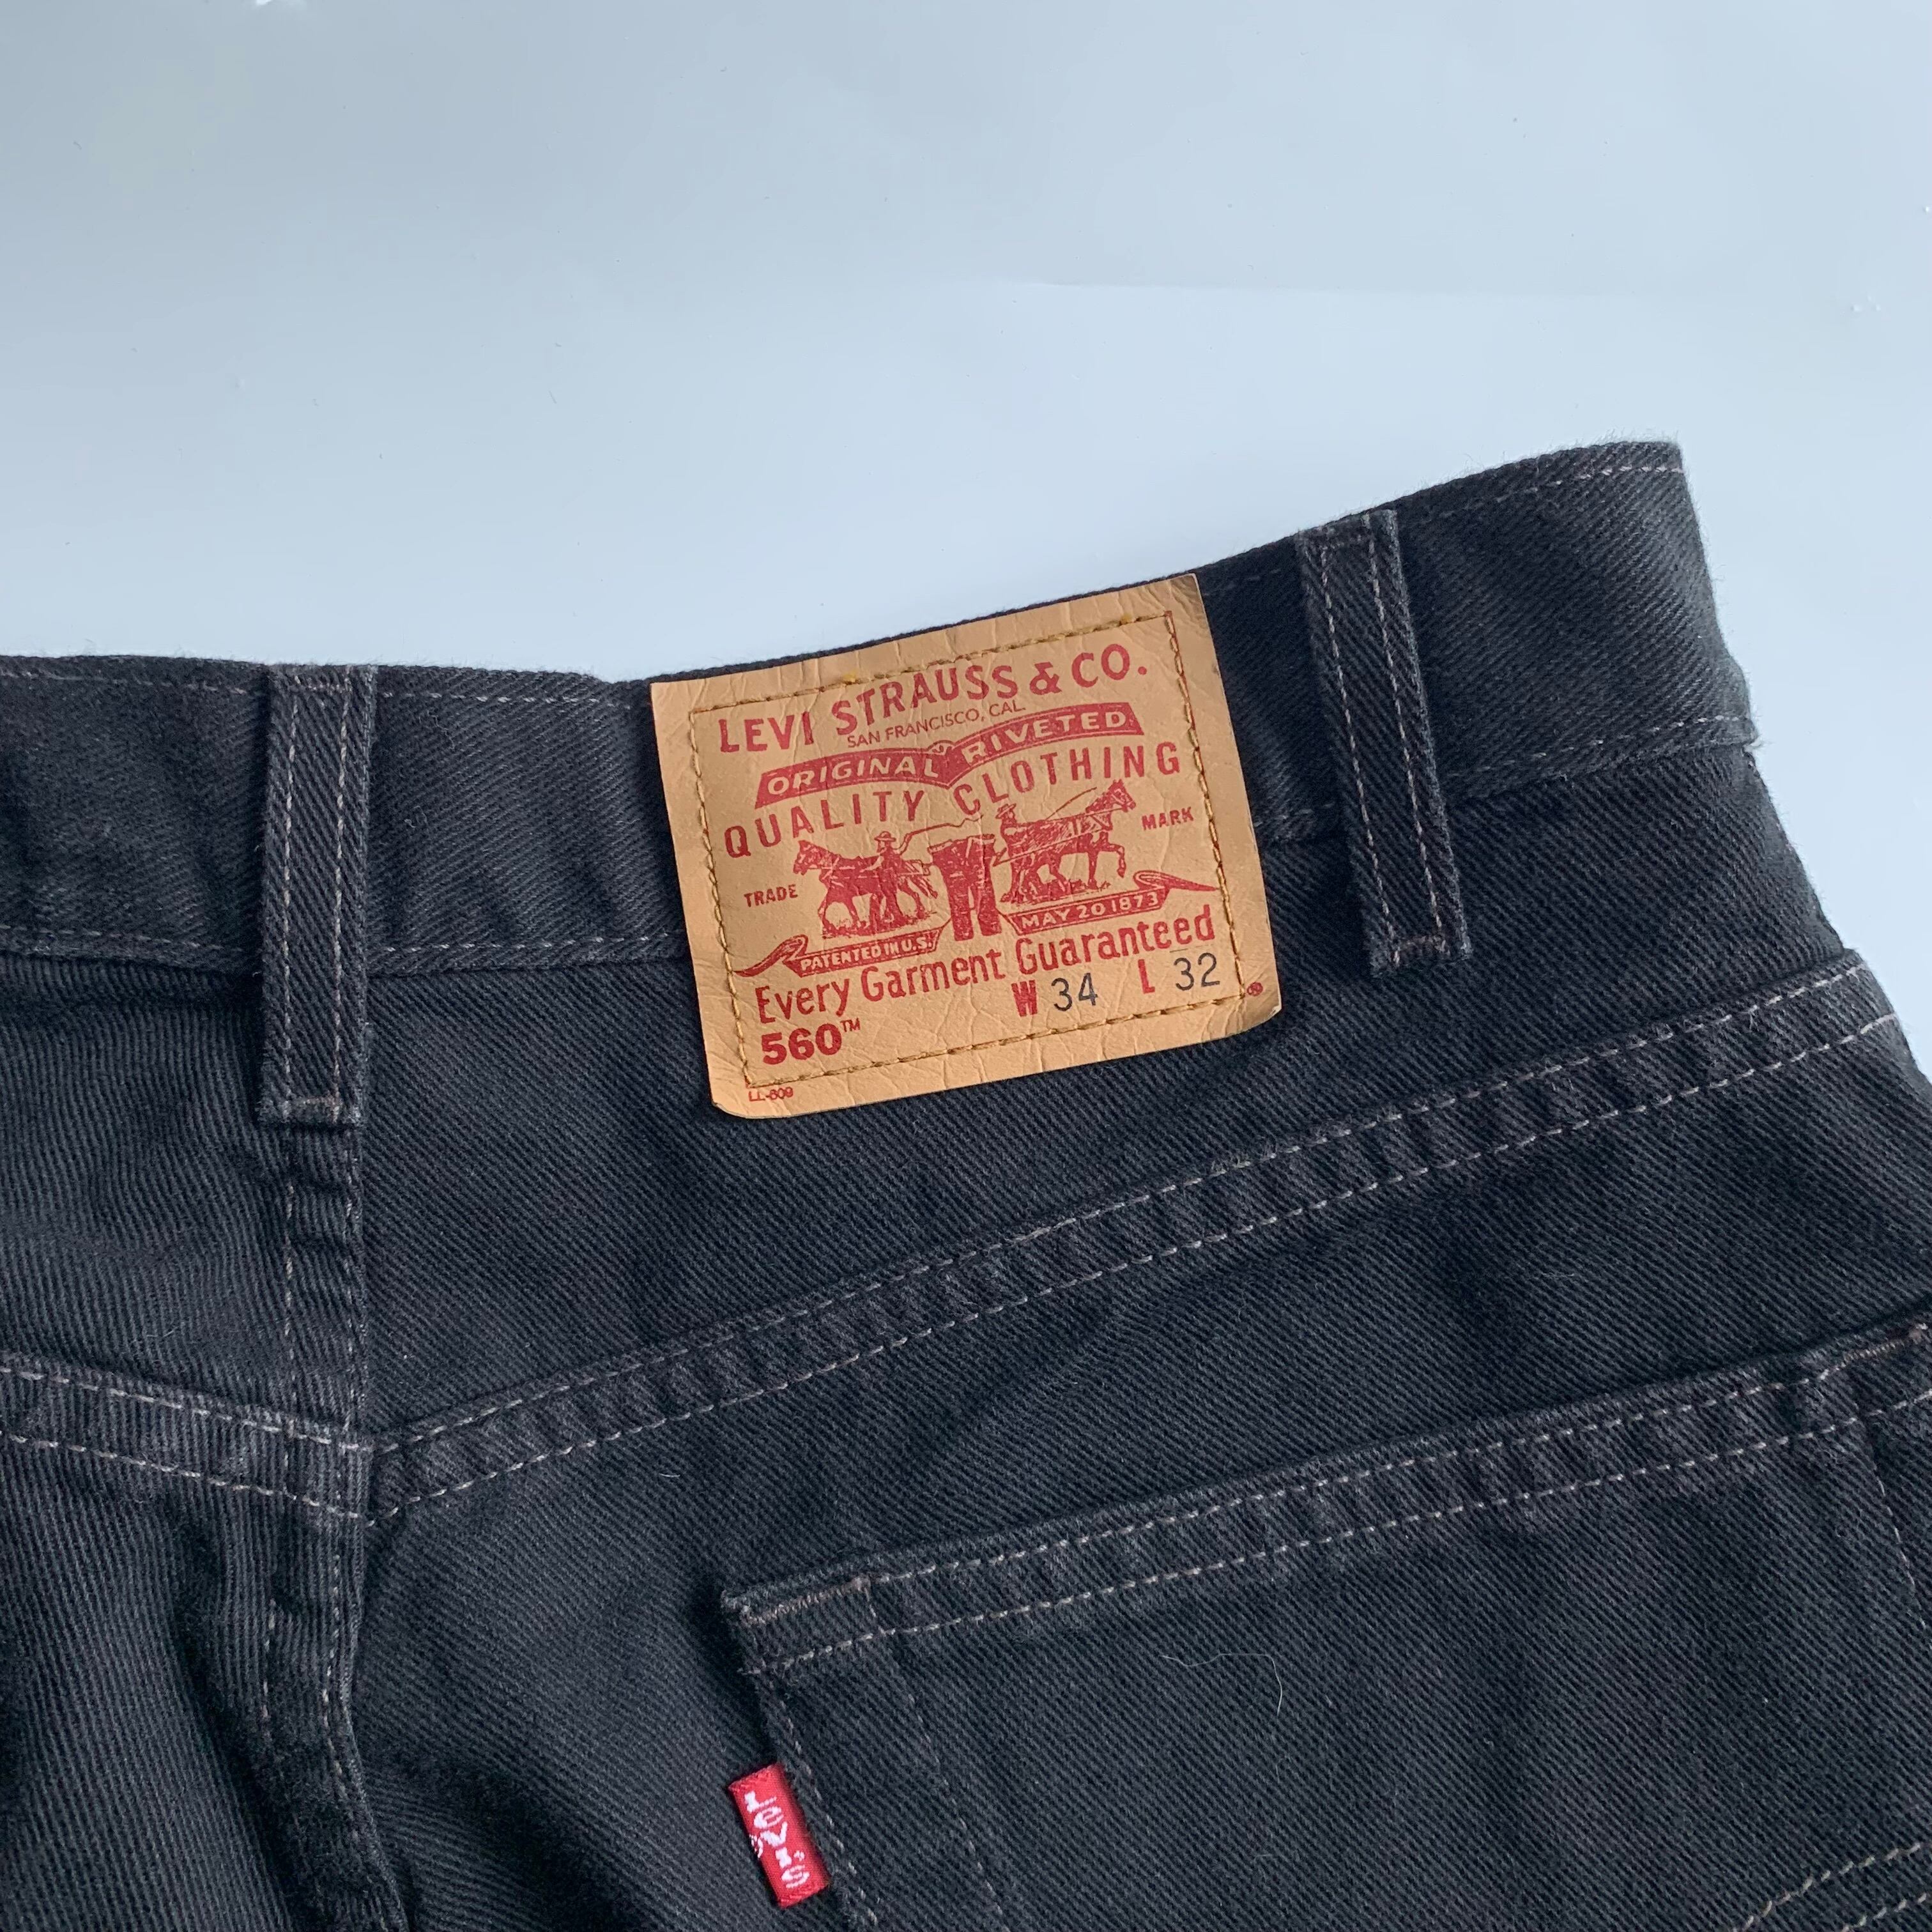 LEVI STRAUSS & CO.
SAN FRANCISCO, CAL.
ORIGINAL RIVETED
QUALITY CLOTHING
TRADE MARK
PATENTED IN U.S. MAY 20 1873
Every Garment Guaranteed
W 34 L 32
560™
LL-609
Levi's